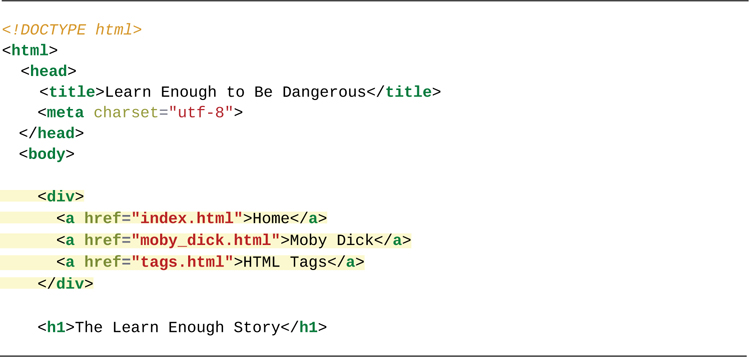 <!DOCTYPE html>
<html>
<head>
<title>Learn Enough to Be Dangerous</title>
<meta charset="utf-8">
</head>
<body>
<div>
<a href="index.html">Home</a>
<a href="moby_dick.html">Moby Dick</a>
<a href="tags.html">HTML Tags</a>
</div>
<h1>The Learn Enough Story</h1>